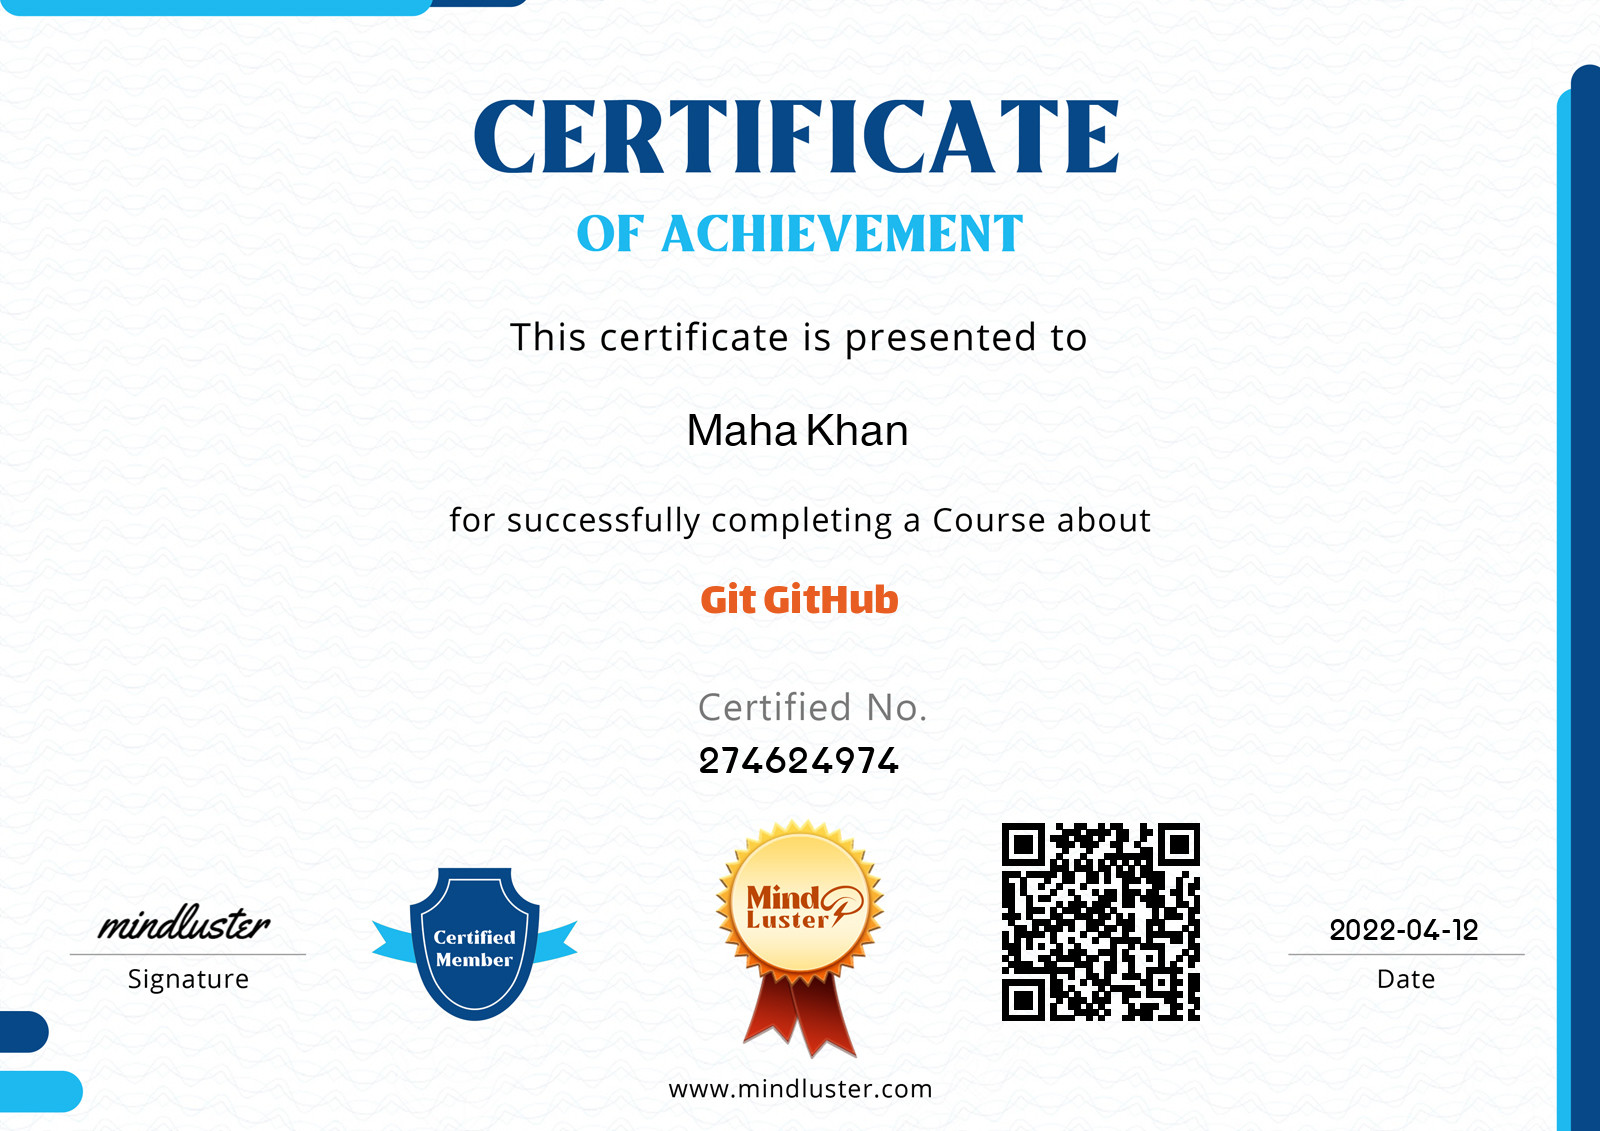 CERTIFICATE
OF ACHIEVEMENT
This certificate is presented to
Maha Khan
for successfully completing a Course about
Git GitHub
Certified No.
274624974
mindluster
Signature
Certified
Member
Mind
Luster
2022-04-12
Date
www.mindluster.com